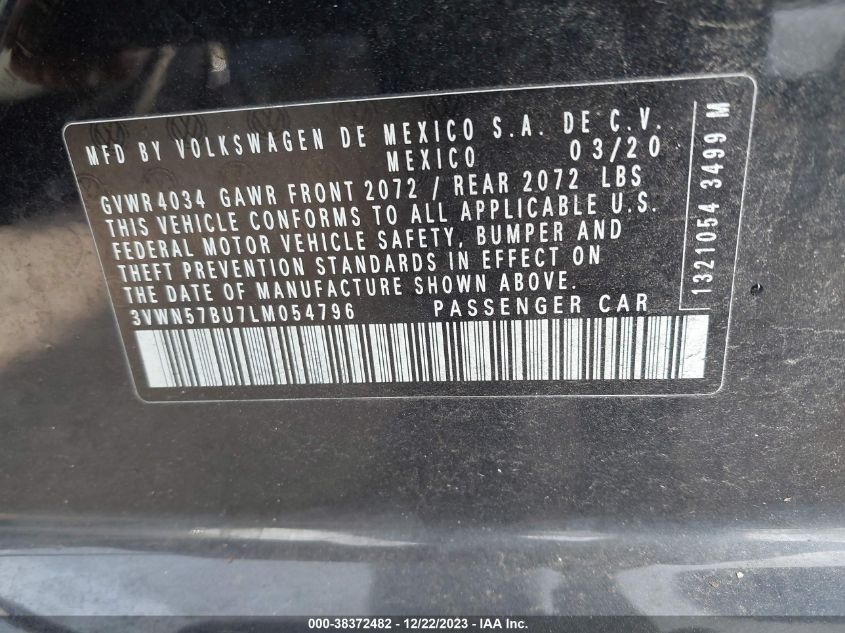 MFD BY VOLKSWAGEN DE MEXICO S.A. DE C.V.
MEXICO 03/20
GVWR 4034 GAWR FRONT 2072 / REAR 2072 LBS
THIS VEHICLE CONFORMS TO ALL APPLICABLE U.S.
FEDERAL MOTOR VEHICLE SAFETY, BUMPER AND
THEFT PREVENTION STANDARDS IN EFFECT ON
THE DATE OF MANUFACTURE SHOWN ABOVE.
3VWN57BU7LM054796 PASSENGER CAR
1321054 3499 M
000-38372482 - 12/22/2023 - IAA Inc.